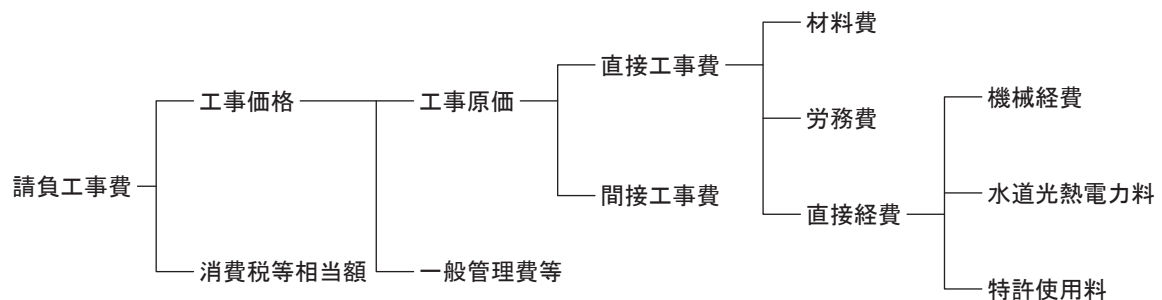 請負工事費
工事価格
消費税等相当額
工事原価
一般管理費等
直接工事費
間接工事費
材料費
労務費
直接経費
機械経費
水道光熱電力料
特許使用料